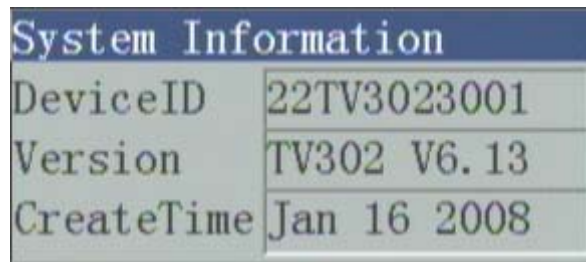 System Information
DeviceID 22TV3023001
Version TV302 V6.13
CreateTime Jan 16 2008